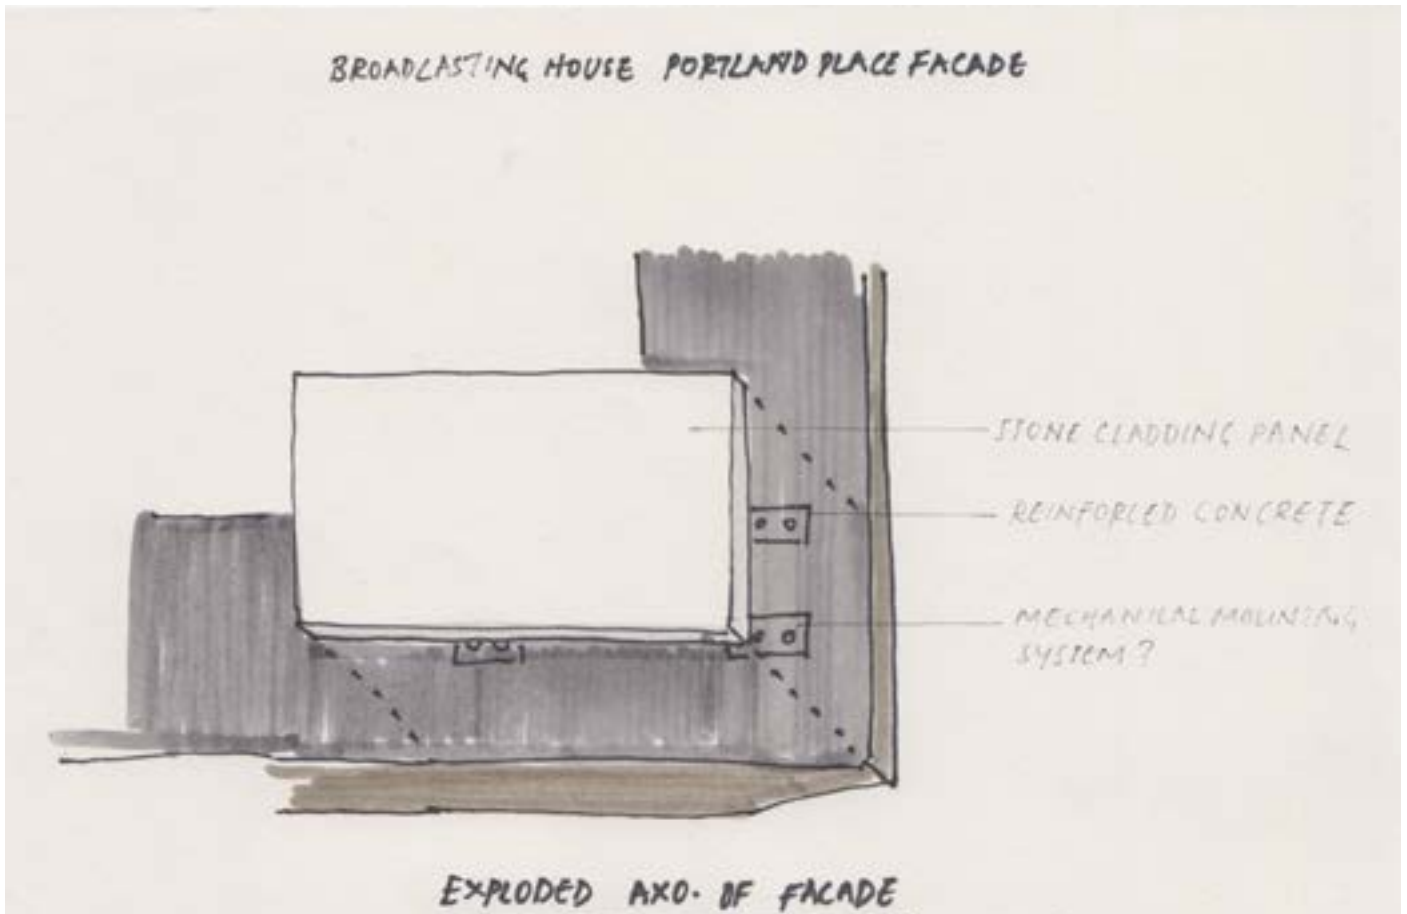 BROADCASTING HOUSE PORTLAND PLACE FACADE
STONE CLADDING PANEL
REINFORCED CONCRETE
MECHANICAL MOUNTING
SYSTEM?
EXPLODED AXO. OF FACADE